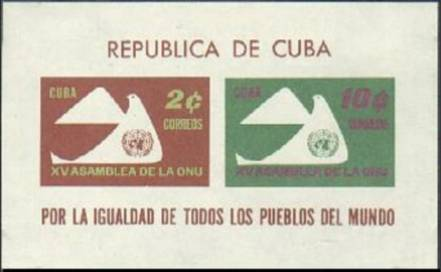 REPUBLICA DE CUBA
CUBA 2¢
CORREOS
XV ASAMBLEA DE LA ONU
CUBA 10¢
CORREOS
XV ASAMBLEA DE LA ONU
POR LA IGUALDAD DE TODOS LOS PUEBLOS DEL MUNDO